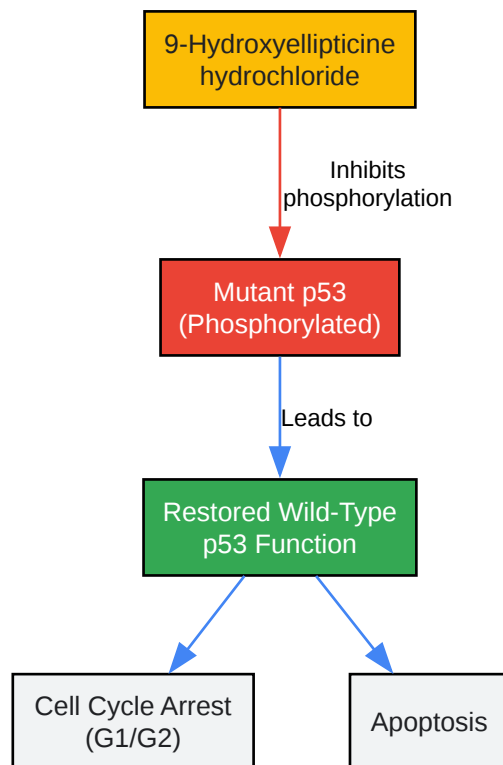 9-Hydroxyellipticine
hydrochloride
Inhibits
phosphorylation
Mutant p53
(Phosphorylated)
Leads to
Restored Wild-Type
p53 Function
Cell Cycle Arrest
(G1/G2)
Apoptosis